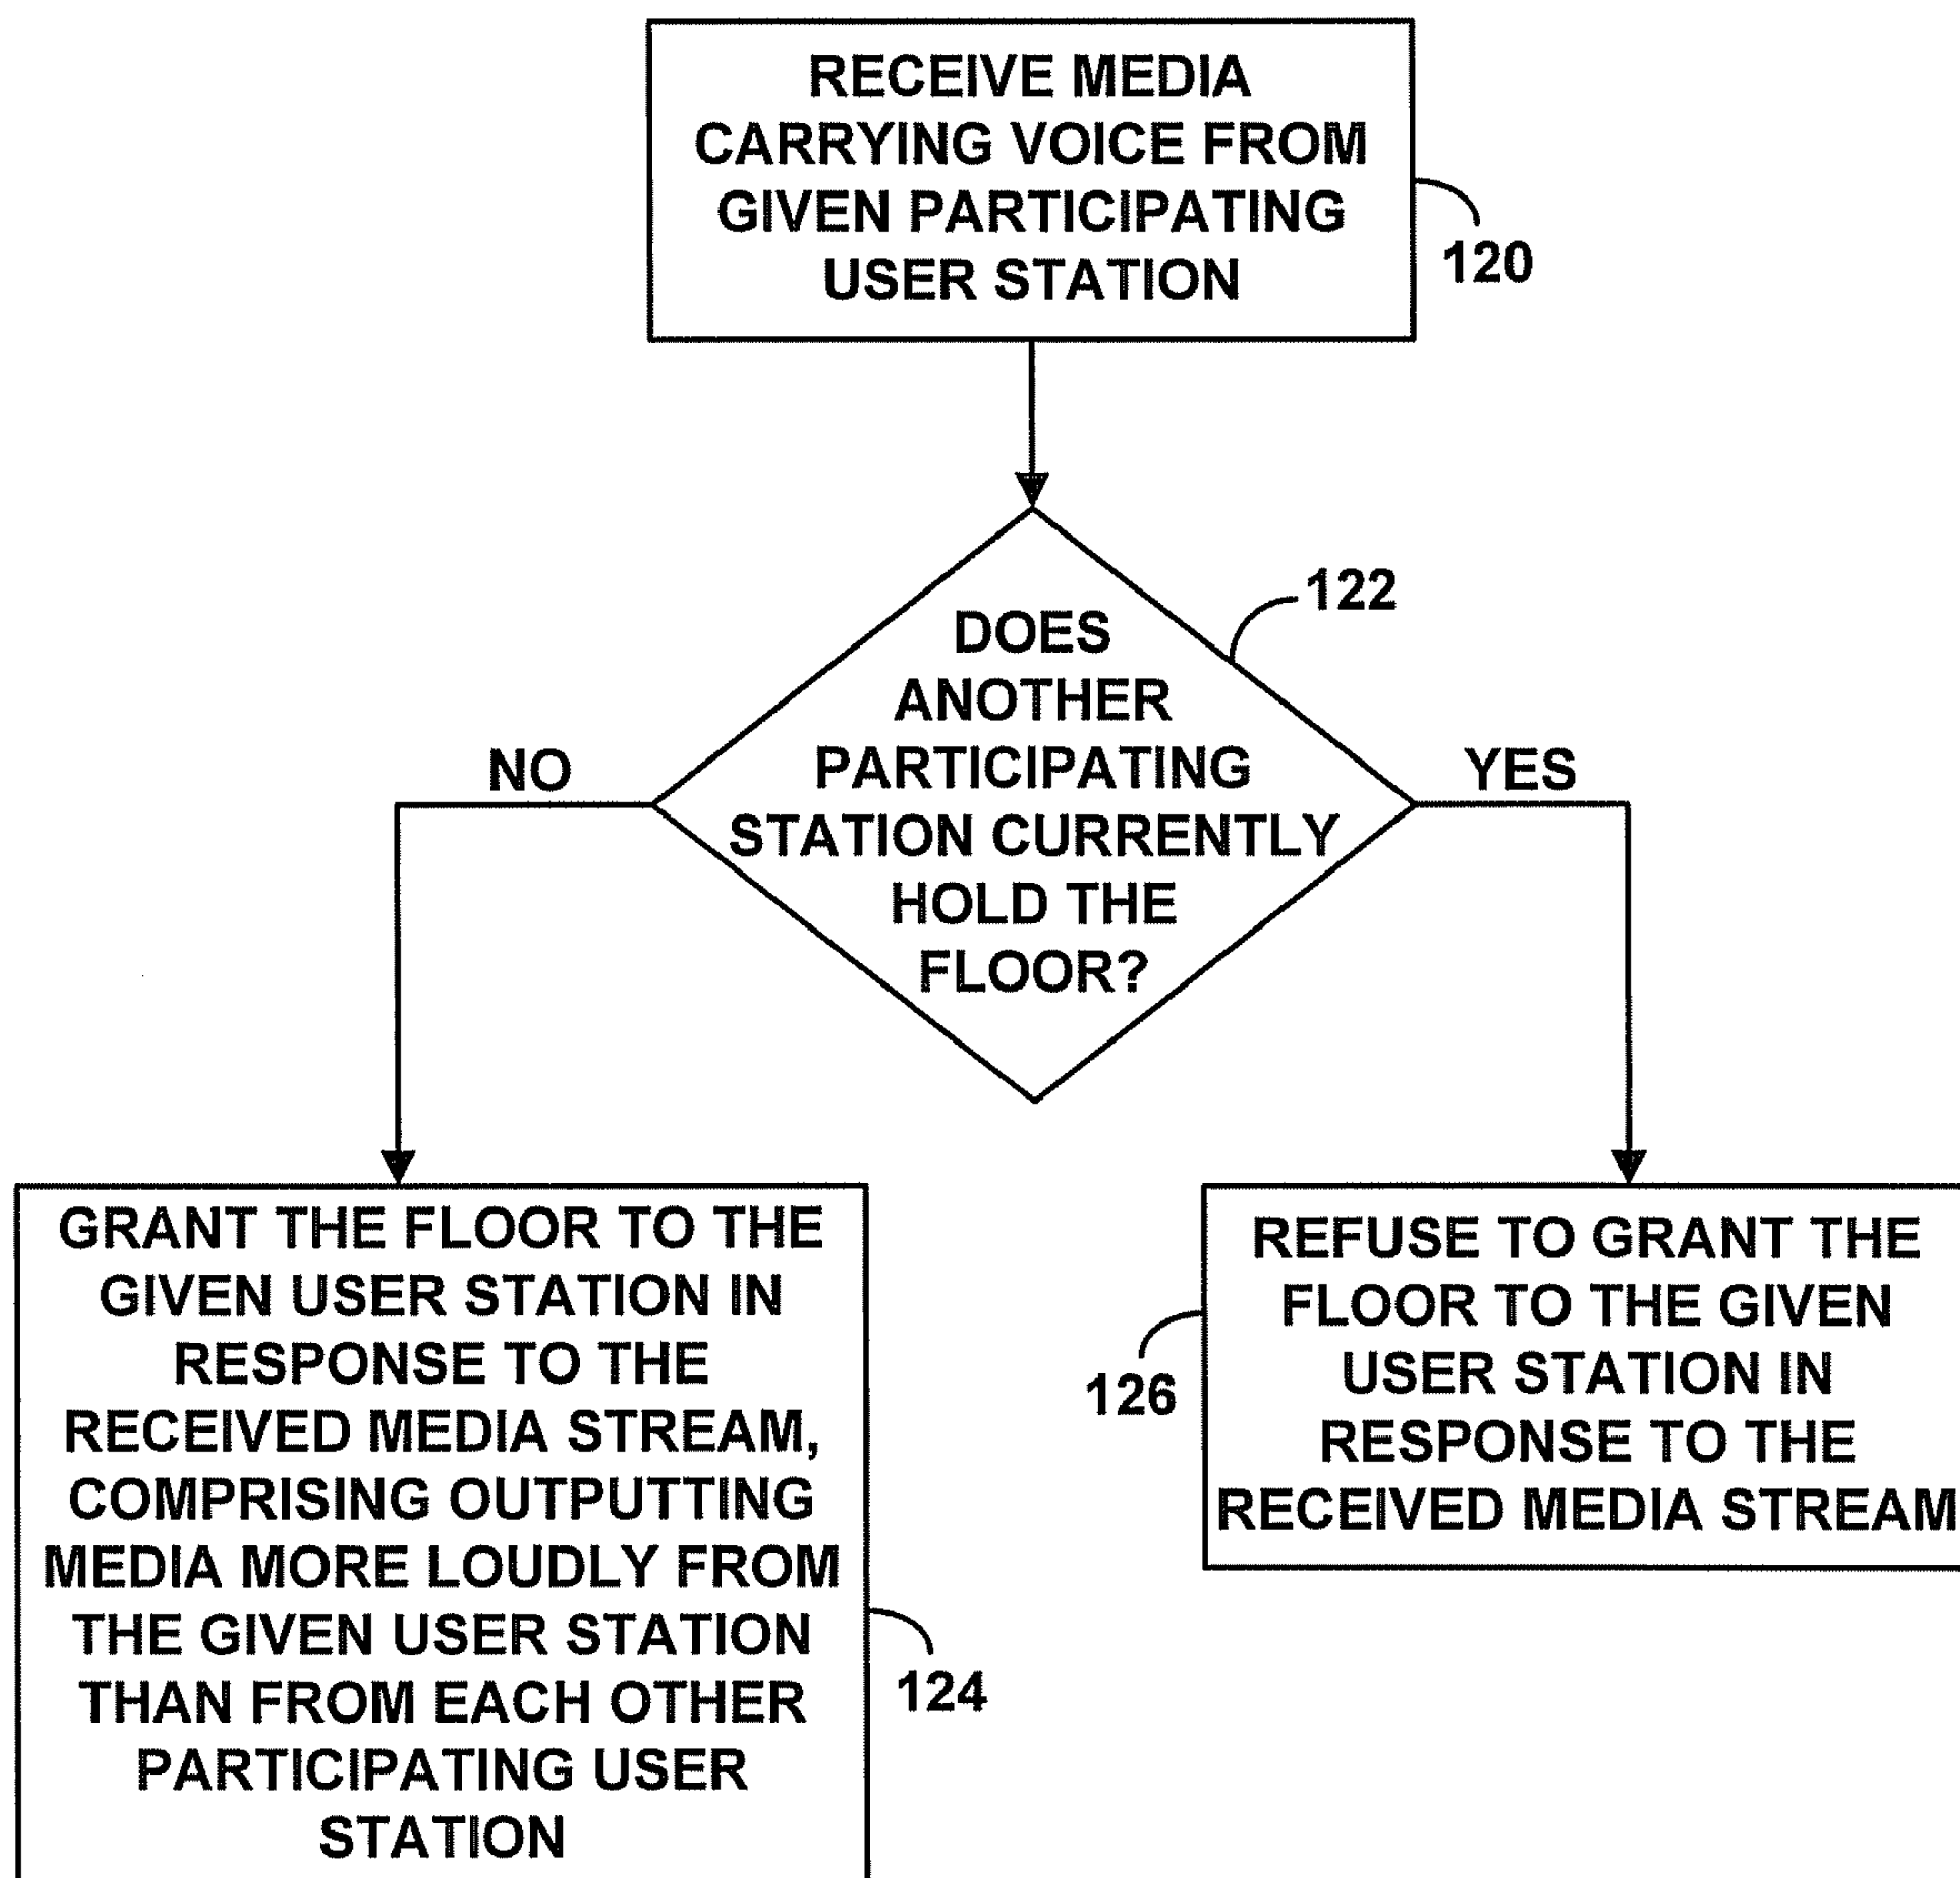 RECEIVE MEDIA
CARRYING VOICE FROM
GIVEN PARTICIPATING
USER STATION
120
122
DOES
ANOTHER
PARTICIPATING
STATION CURRENTLY
HOLD THE
FLOOR?
NO
YES
GRANT THE FLOOR TO THE
GIVEN USER STATION IN
RESPONSE TO THE
RECEIVED MEDIA STREAM,
COMPRISING OUTPUTTING
MEDIA MORE LOUDLY FROM
THE GIVEN USER STATION
THAN FROM EACH OTHER
PARTICIPATING USER
STATION
124
REFUSE TO GRANT THE
FLOOR TO THE GIVEN
USER STATION IN
RESPONSE TO THE
RECEIVED MEDIA STREAM
126